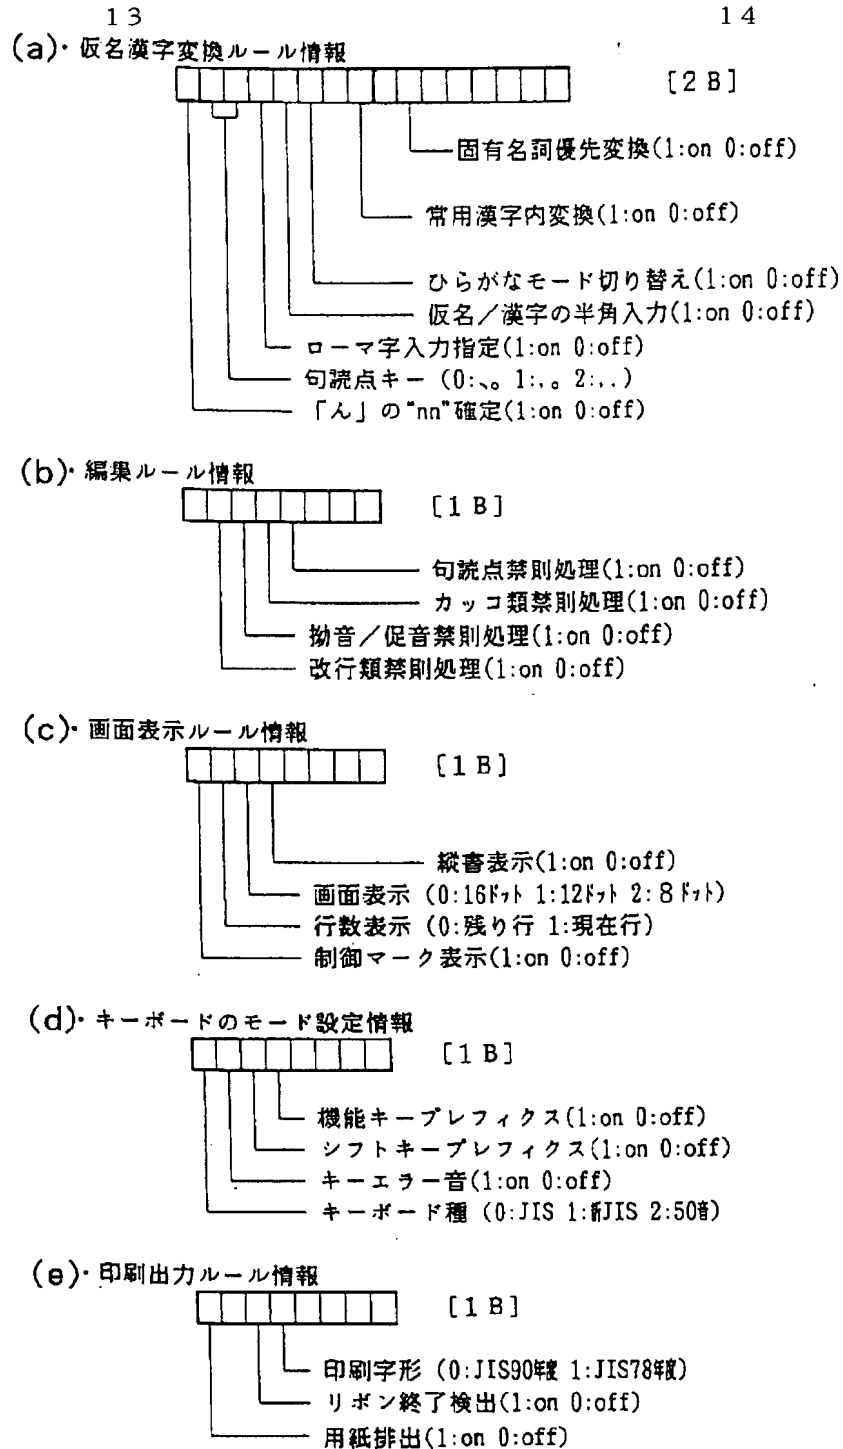 13 14
(a)・仮名漢字変換ルール情報
[2B]
固有名詞優先変換(1:on 0:off)
常用漢字内変換(1:on 0:off)
ひらがなモード切り替え(1:on 0:off)
仮名／漢字の半角入力(1:on 0:off)
ローマ字入力指定(1:on 0:off)
句読点キー (0:、。 1:,。 2:,.)
「ん」の"nn"確定(1:on 0:off)
(b)・編集ルール情報
[1B]
句読点禁則処理(1:on 0:off)
カッコ類禁則処理(1:on 0:off)
拗音／促音禁則処理(1:on 0:off)
改行類禁則処理(1:on 0:off)
(c)・画面表示ルール情報
[1B]
縦書表示(1:on 0:off)
画面表示 (0:16ﾄﾞｯﾄ 1:12ﾄﾞｯﾄ 2:8ﾄﾞｯﾄ)
行数表示 (0:残り行 1:現在行)
制御マーク表示(1:on 0:off)
(d)・キーボードのモード設定情報
[1B]
機能キープレフィクス(1:on 0:off)
シフトキープレフィクス(1:on 0:off)
キーエラー音(1:on 0:off)
キーボード種 (0:JIS 1:新JIS 2:50音)
(e)・印刷出力ルール情報
[1B]
印刷字形 (0:JIS90年度 1:JIS78年度)
リボン終了検出(1:on 0:off)
用紙排出(1:on 0:off)